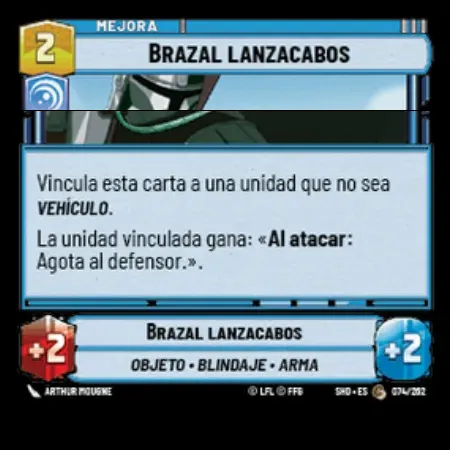 MEJORA
2
BRAZAL LANZACABOS
Vincula esta carta a una unidad que no sea
VEHÍCULO.
La unidad vinculada gana: «Al atacar:
Agota al defensor.».
BRAZAL LANZACABOS
+2
+2
OBJETO • BLINDAJE • ARMA
ARTHUR MOUGNE
© LFL © FFG
SHD • ES
074/262